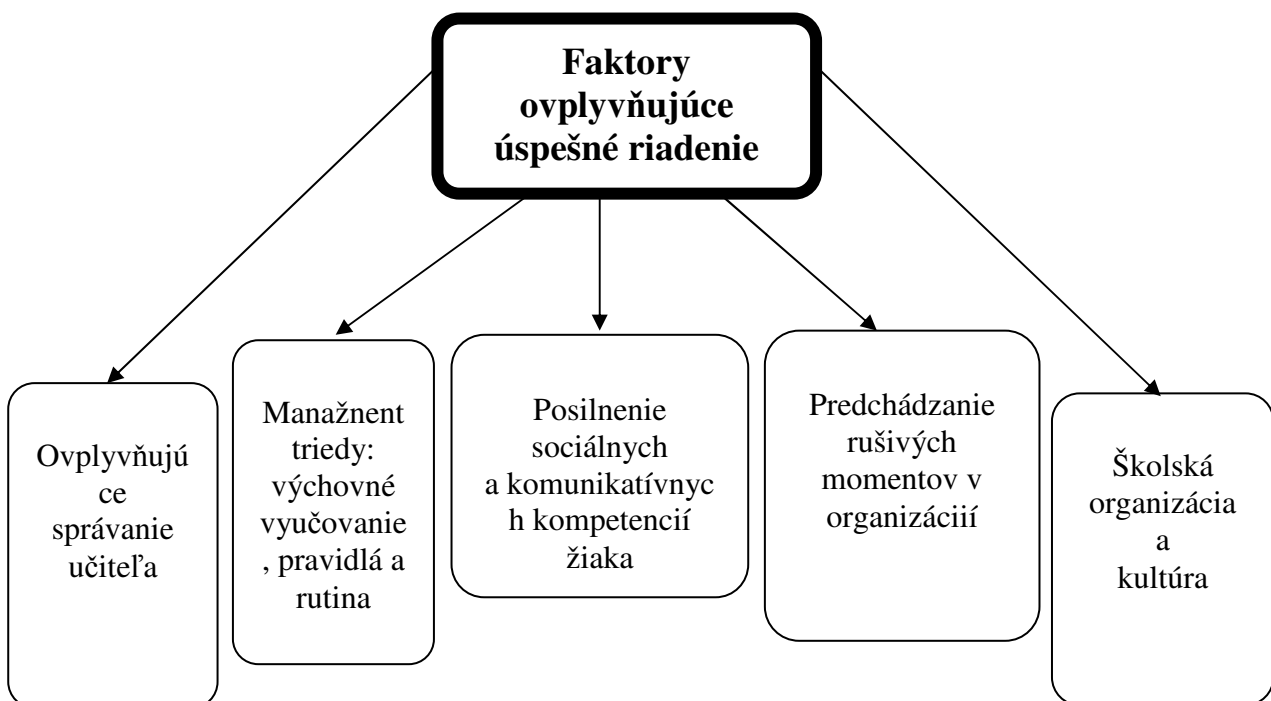 Faktory
ovplyvňujúce
úspešné riadenie
Ovplyvňujú
ce
správanie
učiteľa
Manažnent
triedy:
výchovné
vyučovanie
, pravidlá a
rutina
Posilnenie
sociálnych
a komunikatívnyc
h kompetencií
žiaka
Predchádzanie
rušivých
momentov v
organizáciií
Školská
organizácia
a
kultúra